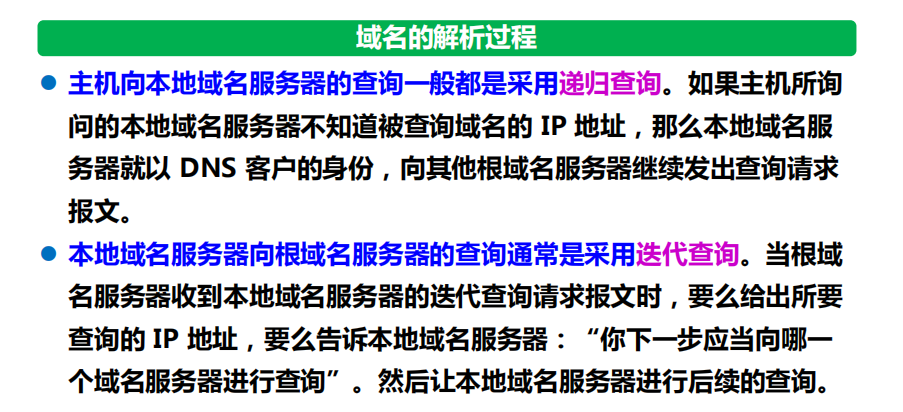 域名的解析过程
主机向本地域名服务器的查询一般都是采用递归查询。如果主机所询
问的本地域名服务器不知道被查询域名的 IP 地址，那么本地域名服
务器就以 DNS 客户的身份，向其他根域名服务器继续发出查询请求
报文。
本地域名服务器向根域名服务器的查询通常是采用迭代查询。当根域
名服务器收到本地域名服务器的迭代查询请求报文时，要么给出所要
查询的 IP 地址，要么告诉本地域名服务器：“你下一步应当向哪一
个域名服务器进行查询”。然后让本地域名服务器进行后续的查询。